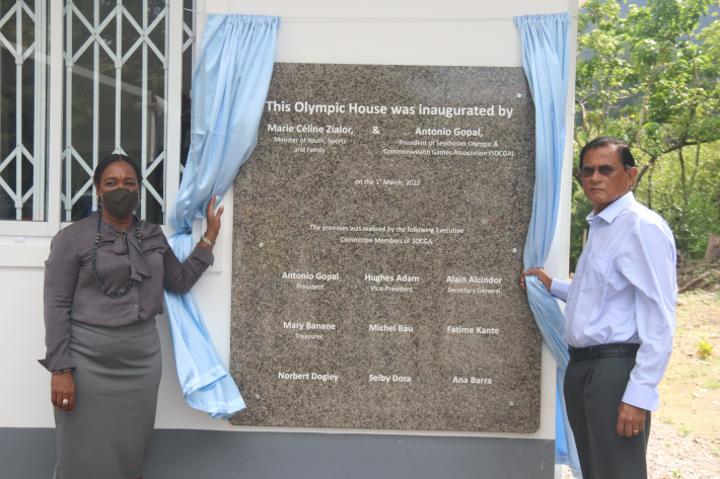 This Olympic House was inaugurated by
Marie Céline Zialor, & Antonio Gopal,
Minister of Youth, Sports President of Seychelles Olympic &
and Family Commonwealth Games Association (SOCGA)
on the 1st March, 2022
The premises was realised by the following Executive
Committee Members of SOCGA
Antonio Gopal Hughes Adam Alain Alcindor
President Vice-President Secretary General
Mary Banane Michel Bau Fatime Kante
Treasurer
Norbert Dogley Selby Dora Ana Barra